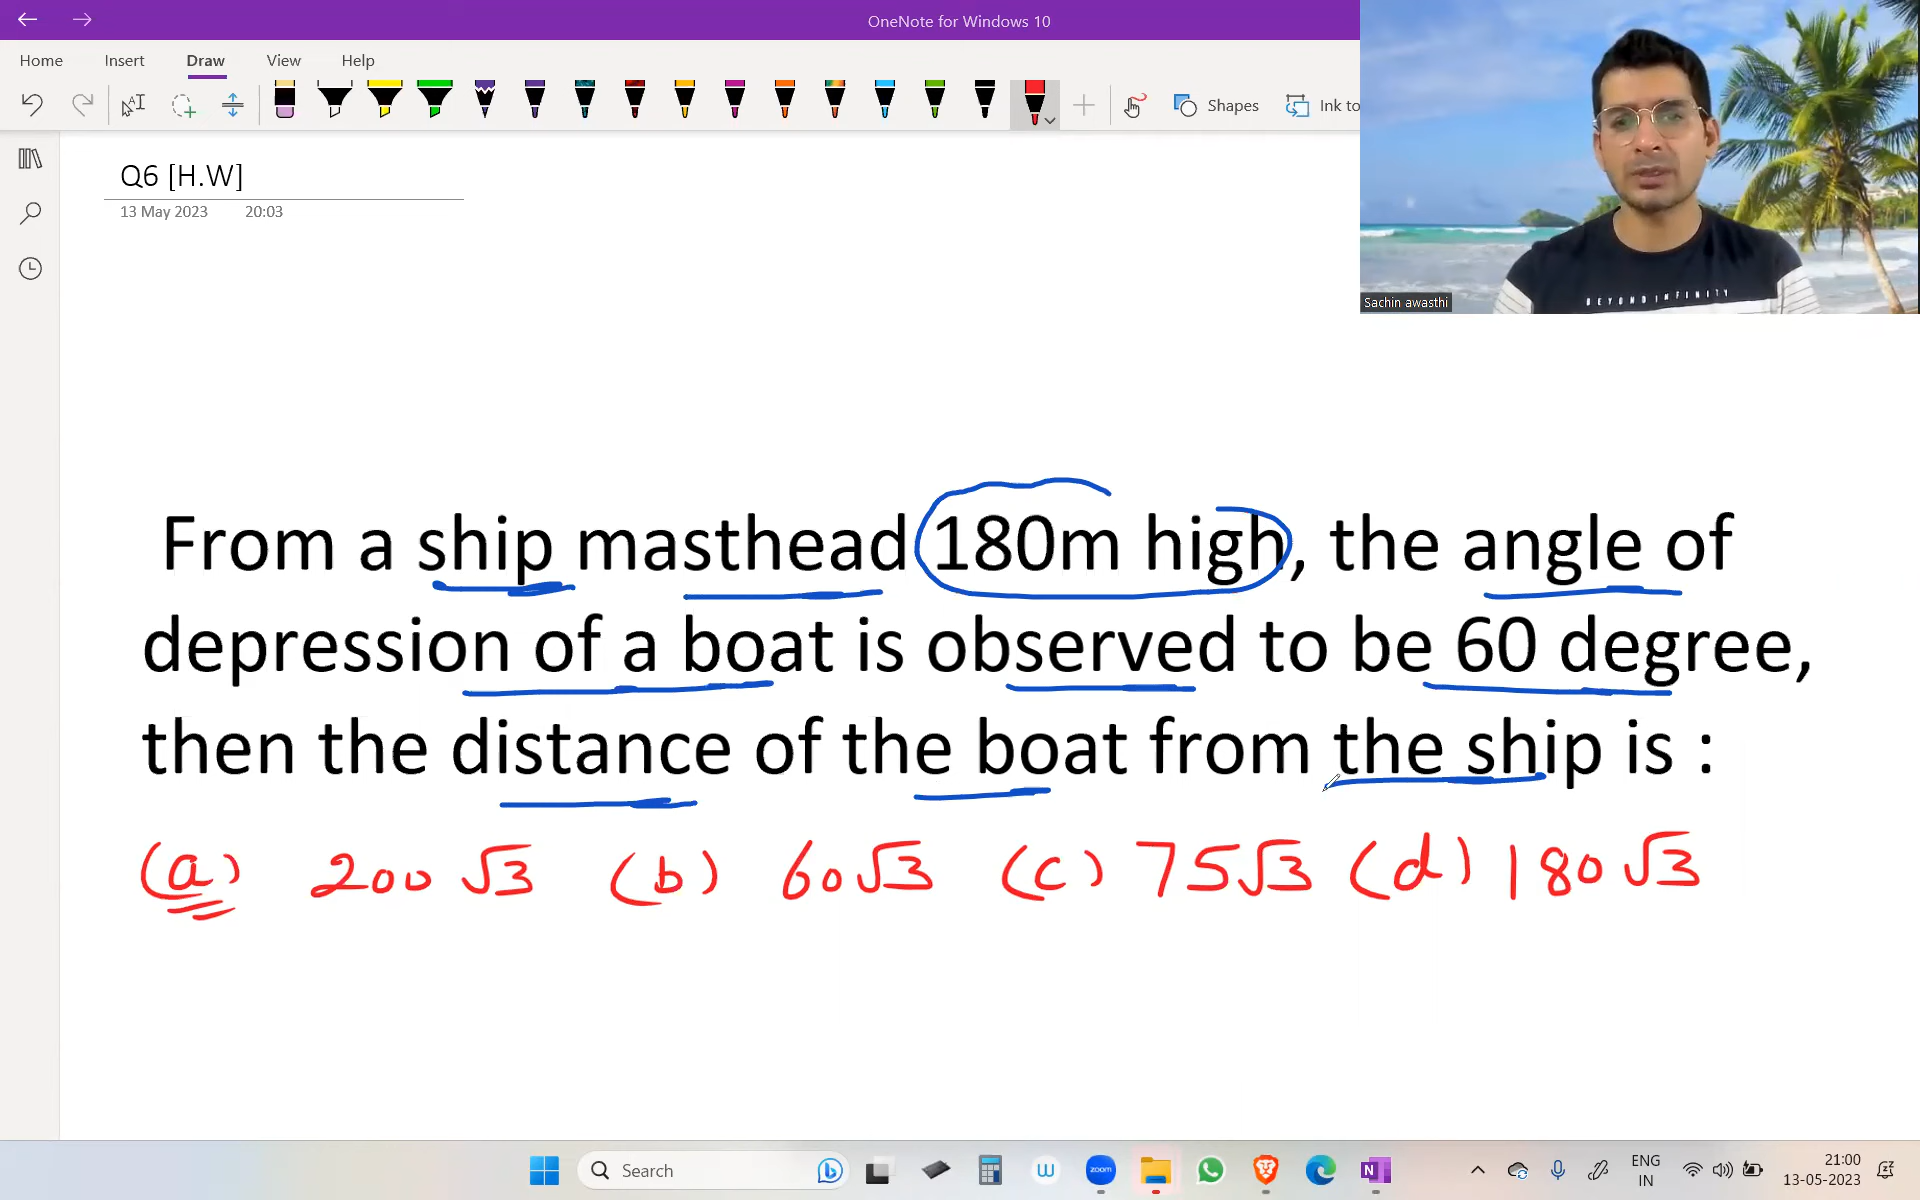 OneNote for Windows 10
Home Insert Draw View Help
Shapes Ink to
Q6 [H.W]
13 May 2023 20:03
BEYOND INFINITY
Sachin awasthi
From a ship masthead 180m high, the angle of
depression of a boat is observed to be 60 degree,
then the distance of the boat from the ship is :
(a) 200√3 (b) 60√3 (c) 75√3 (d) 180√3
Search
zoom
N
ENG
IN
21:00
13-05-2023